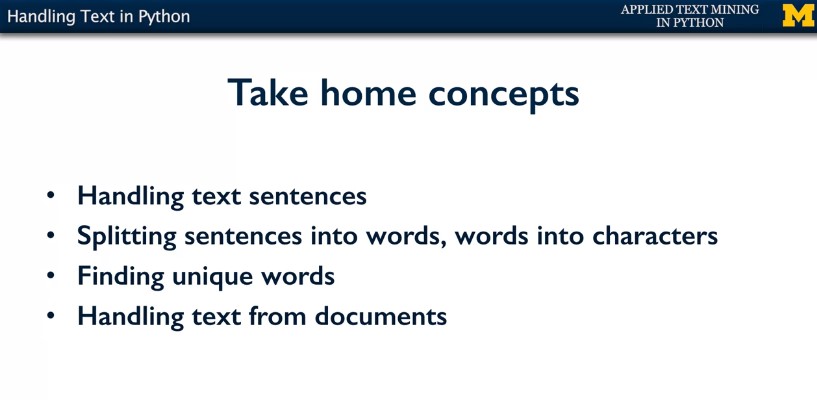 Handling Text in Python
APPLIED TEXT MINING
IN PYTHON
M
Take home concepts
• Handling text sentences
• Splitting sentences into words, words into characters
• Finding unique words
• Handling text from documents